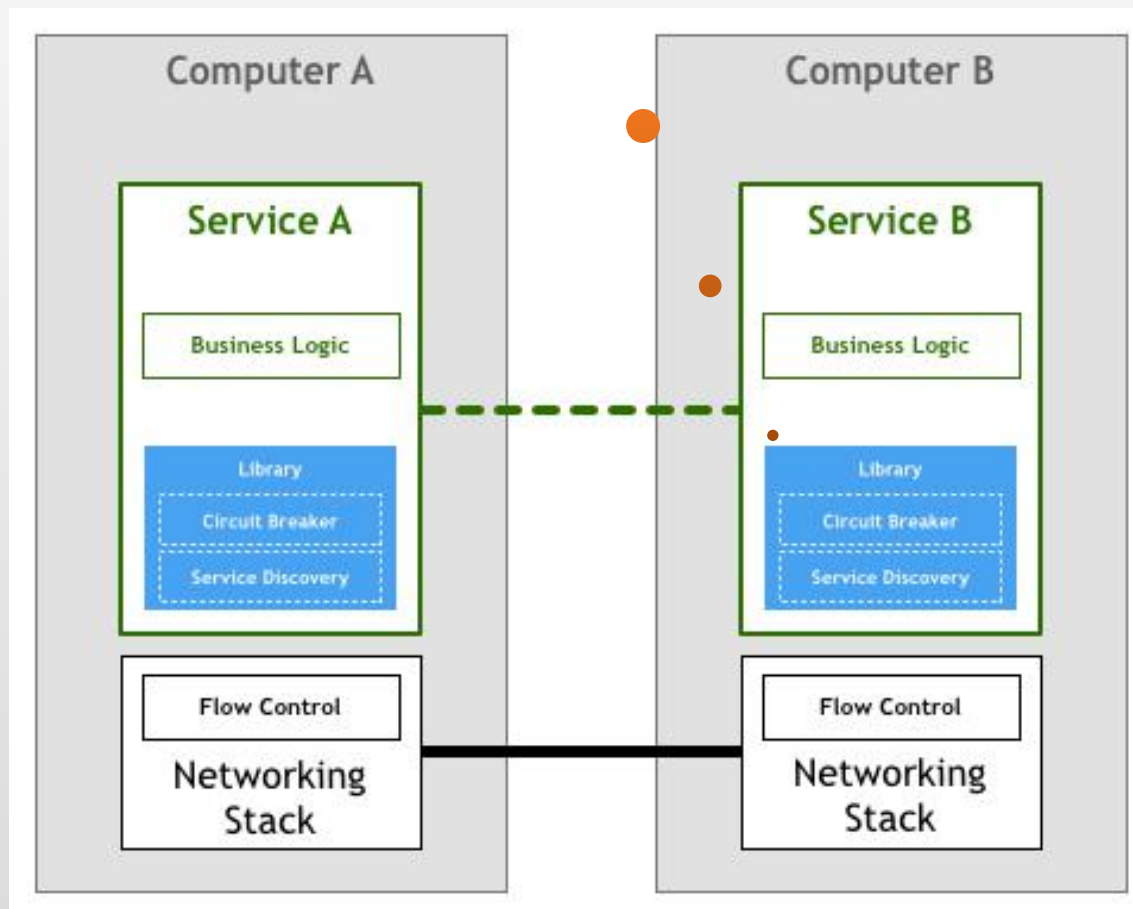 Computer A
Service A
Business Logic
Library
Circuit Breaker
Service Discovery
Flow Control
Networking
Stack
Computer B
Service B
Business Logic
Library
Circuit Breaker
Service Discovery
Flow Control
Networking
Stack